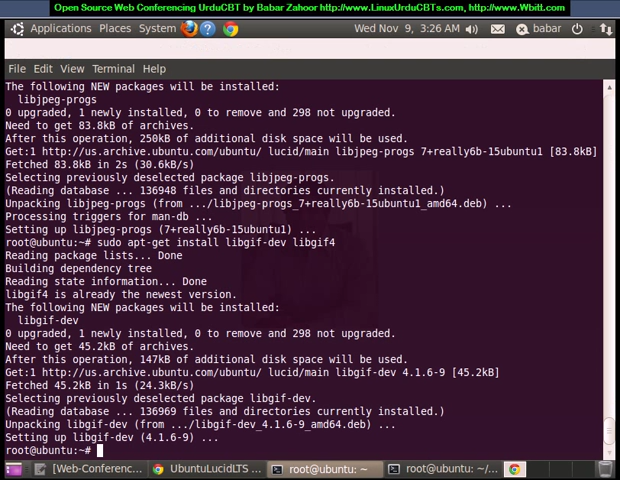 Open Source Web Conferencing UrduCBT by Babar Zahoor http://www.LinuxUrduCBTs.com, http://www.Wbitt.com
Applications Places System ? Wed Nov 9, 3:26 AM babar
File Edit View Terminal Help
The following NEW packages will be installed:
libjpeg-progs
0 upgraded, 1 newly installed, 0 to remove and 298 not upgraded.
Need to get 83.8kB of archives.
After this operation, 250kB of additional disk space will be used.
Get:1 http://us.archive.ubuntu.com/ubuntu/ lucid/main libjpeg-progs 7+really6b-15ubuntu1 [83.8kB]
Fetched 83.8kB in 2s (30.6kB/s)
Selecting previously deselected package libjpeg-progs.
(Reading database ... 136948 files and directories currently installed.)
Unpacking libjpeg-progs (from .../libjpeg-progs_7+really6b-15ubuntu1_amd64.deb) ...
Processing triggers for man-db ...
Setting up libjpeg-progs (7+really6b-15ubuntu1) ...
root@ubuntu:~# sudo apt-get install libgif-dev libgif4
Reading package lists... Done
Building dependency tree
Reading state information... Done
libgif4 is already the newest version.
The following NEW packages will be installed:
libgif-dev
0 upgraded, 1 newly installed, 0 to remove and 298 not upgraded.
Need to get 45.2kB of archives.
After this operation, 147kB of additional disk space will be used.
Get:1 http://us.archive.ubuntu.com/ubuntu/ lucid/main libgif-dev 4.1.6-9 [45.2kB]
Fetched 45.2kB in 1s (24.3kB/s)
Selecting previously deselected package libgif-dev.
(Reading database ... 136969 files and directories currently installed.)
Unpacking libgif-dev (from .../libgif-dev_4.1.6-9_amd64.deb) ...
Setting up libgif-dev (4.1.6-9) ...
root@ubuntu:~#
[Web-Conferenc... UbuntuLucidLTS ... root@ubuntu: ~ root@ubuntu: ~/...